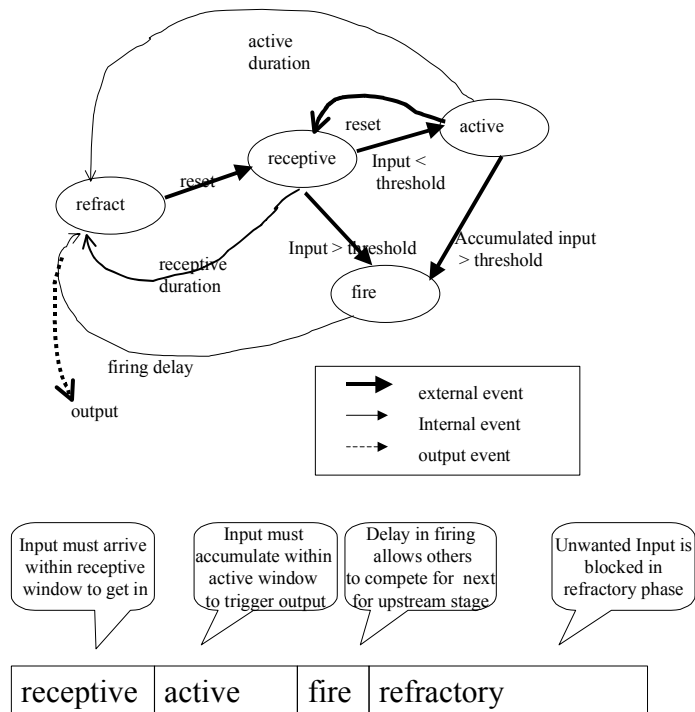 active
duration
reset
active
receptive
Input <
threshold
reset
refract
Input > threshold
Accumulated input
> threshold
receptive
duration
fire
firing delay
output
external event
Internal event
output event
Input must arrive
within receptive
window to get in
Input must
accumulate within
active window
to trigger output
Delay in firing
allows others
to compete for next
for upstream stage
Unwanted Input is
blocked in
refractory phase
receptive
active
fire
refractory